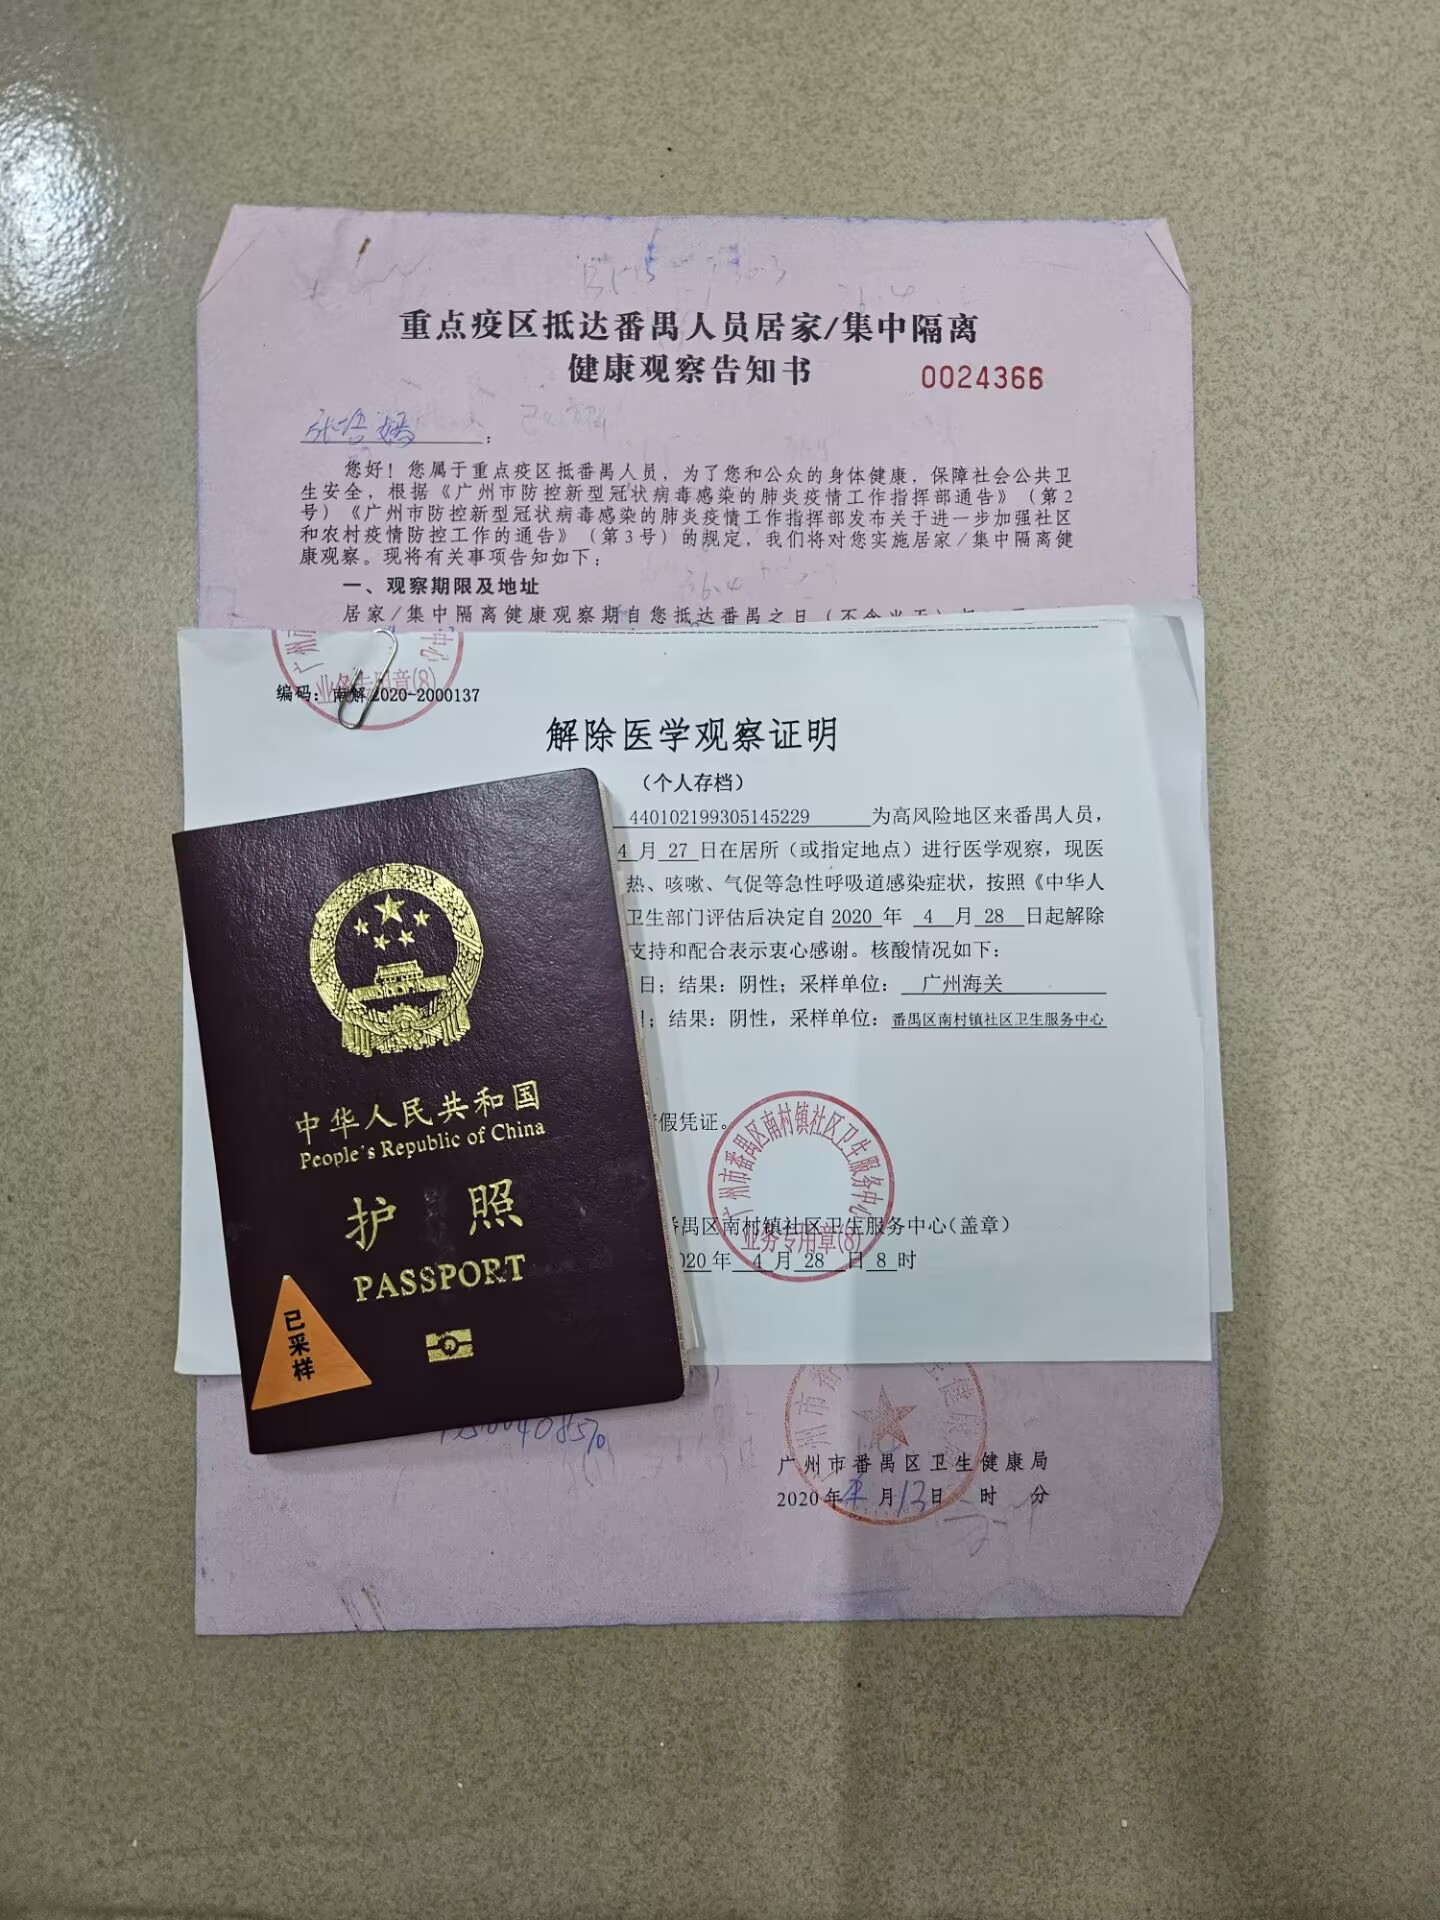 重点疫区抵达番禺人员居家/集中隔离
健康观察告知书
0024366
:
您好！您属于重点疫区抵番禺人员，为了您和公众的身体健康，保障社会公共卫
生安全，根据《广州市防控新型冠状病毒感染的肺炎疫情工作指挥部通告》（第2
号）《广州市防控新型冠状病毒感染的肺炎疫情工作指挥部发布关于进一步加强社区
和农村疫情防控工作的通告》（第3号）的规定，我们将对您实施居家/集中隔离健
康观察。现将有关事项告知如下：
一、观察期限及地址
居家/集中隔离健康观察期自您抵达番禺之日（不含当天）
业务专用章(8)
编码：南解 2020-2000137
解除医学观察证明
（个人存档）
440102199305145229 为高风险地区来番禺人员，
4 月 27 日在居所（或指定地点）进行医学观察，现医
热、咳嗽、气促等急性呼吸道感染症状，按照《中华人
卫生部门评估后决定自 2020 年 4 月 28 日起解除
支持和配合表示衷心感谢。核酸情况如下：
日；结果：阴性；采样单位： 广州海关
；结果：阴性，采样单位：番禺区南村镇社区卫生服务中心
假凭证。
广州市番禺区南村镇社区卫生服务中心
业务专用章(8)
番禺区南村镇社区卫生服务中心（盖章）
020年 4 月 28 日 8 时
中华人民共和国
People's Republic of China
护照
PASSPORT
已采样
广州市番禺区卫生健康局
2020年4月13日 时 分